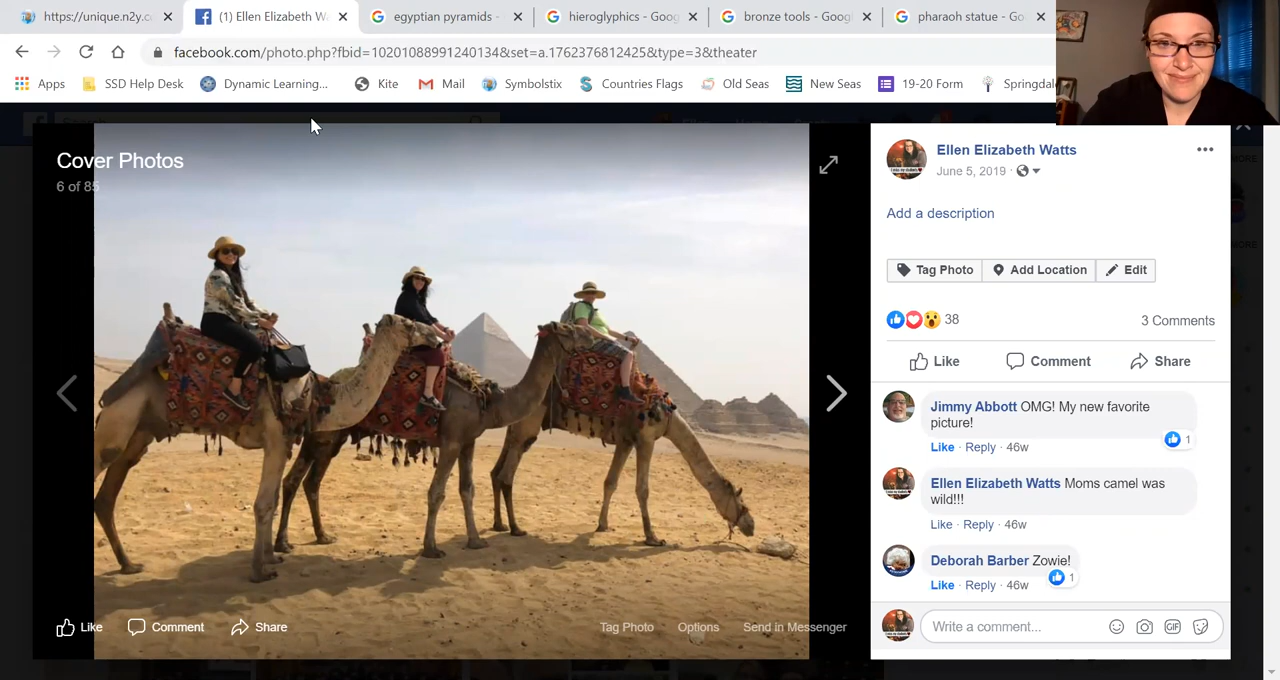 https://unique.n2y.c
(1) Ellen Elizabeth W
egyptian pyramids -
hieroglyphics - Goog
bronze tools - Goog
pharaoh statue - Go
facebook.com/photo.php?fbid=10201088991240134&set=a.1762376812425&type=3&theater
Apps
SSD Help Desk
Dynamic Learning...
Kite
Mail
Symbolstix
Countries Flags
Old Seas
New Seas
19-20 Form
Springdal
Cover Photos
6 of 85
Ellen Elizabeth Watts
June 5, 2019
Add a description
Tag Photo
Add Location
Edit
38
3 Comments
Like
Comment
Share
Jimmy Abbott OMG! My new favorite
picture!
1
Like · Reply · 46w
Ellen Elizabeth Watts Moms camel was
wild!!!
Like · Reply · 46w
Deborah Barber Zowie!
Like · Reply · 46w
1
Write a comment...
GIF
Like
Comment
Share
Tag Photo
Options
Send in Messenger